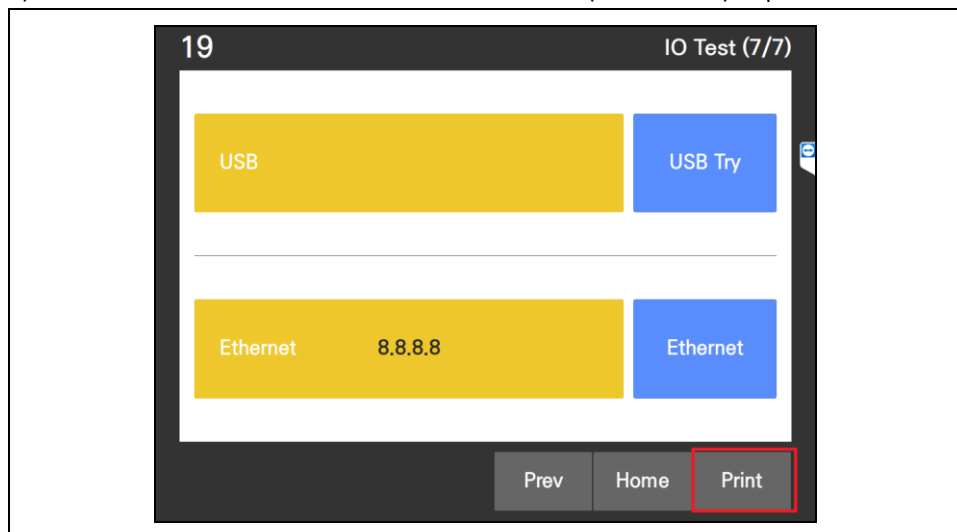 19 IO Test (7/7)
USB USB Try
Ethernet 8.8.8.8 Ethernet
Prev Home Print